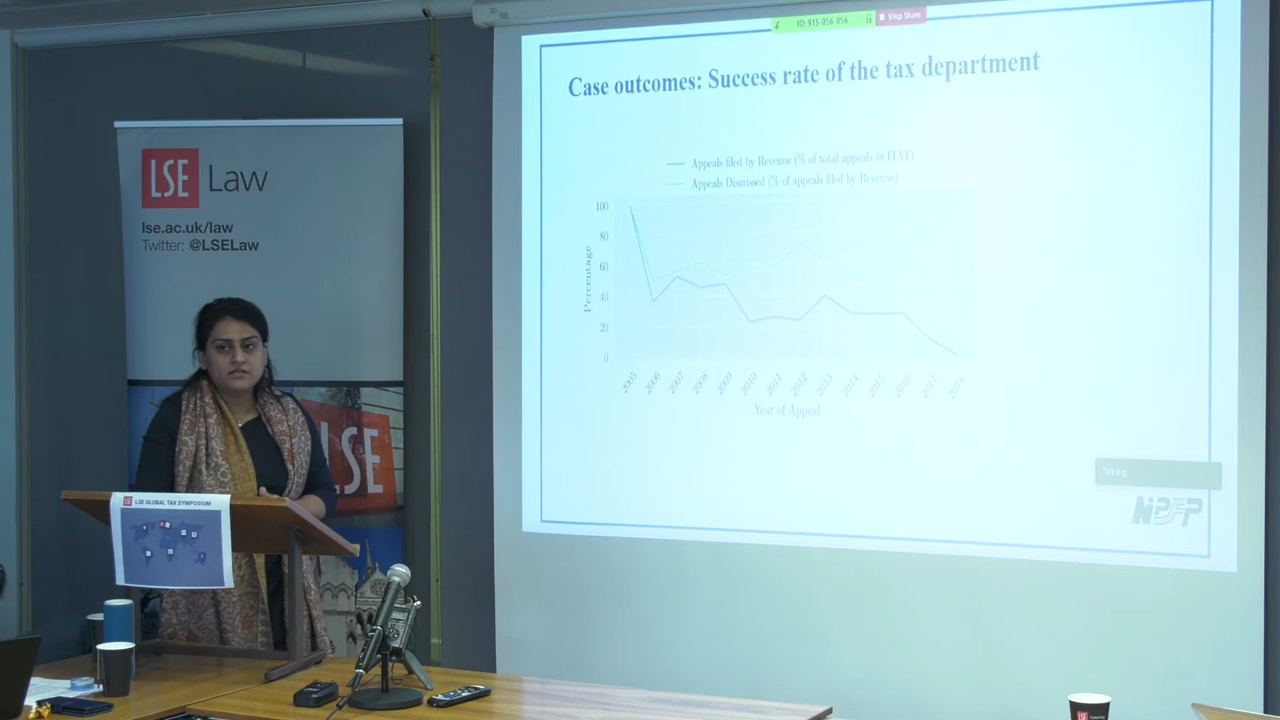 ID: 915-056-056
Stop Share
Case outcomes: Success rate of the tax department
Appeals filed by Revenue (% of total appeals in ITAT)
Appeals Dismissed (% of appeals filed by Revenue)
100
80
60
40
20
0
Percentage
2005 2006 2007 2008 2009 2010 2011 2012 2013 2014 2015 2016 2017 2018
Year of Appeal
NIPFP
LSE Law
lse.ac.uk/law
Twitter: @LSELaw
LSE
LSE GLOBAL TAX SYMPOSIUM